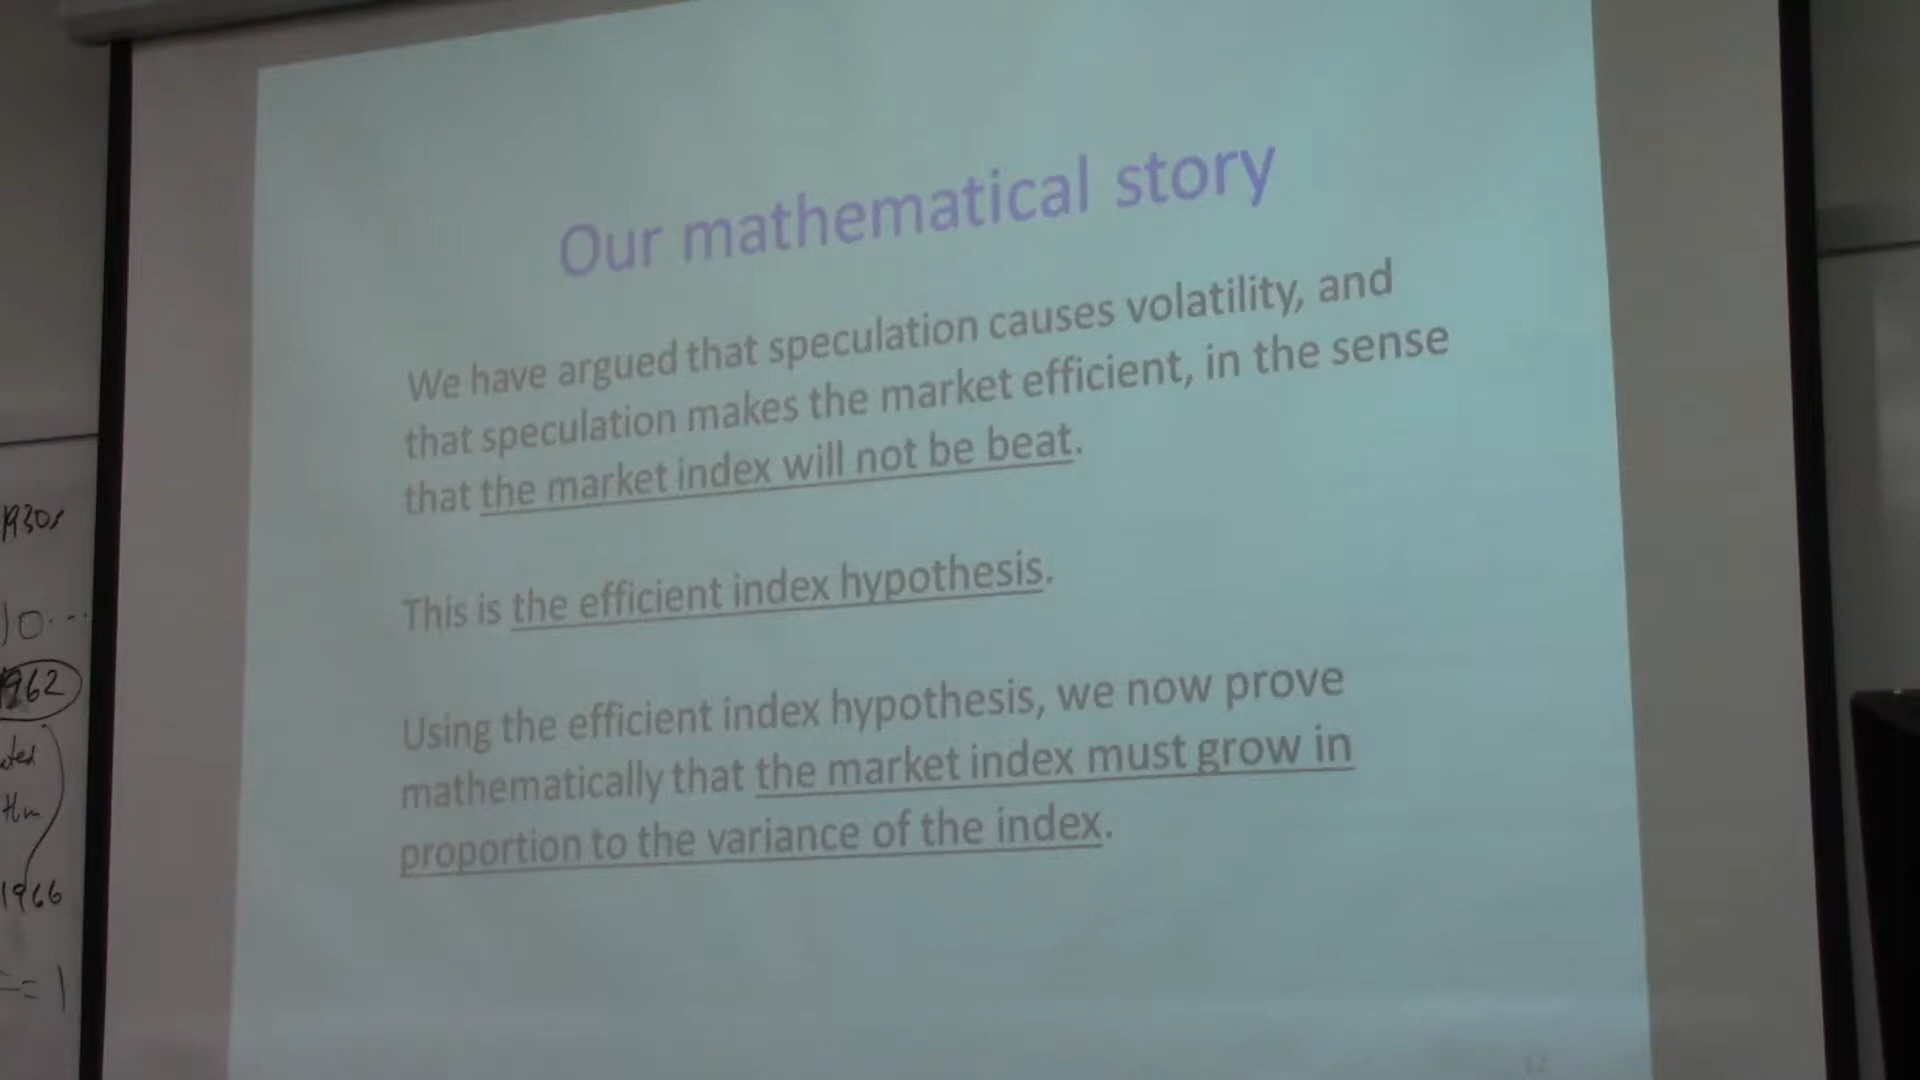 Our mathematical story
We have argued that speculation causes volatility, and
that speculation makes the market efficient, in the sense
that the market index will not be beat.
This is the efficient index hypothesis.
Using the efficient index hypothesis, we now prove
mathematically that the market index must grow in
proportion to the variance of the index.
1930s
10...
1962
1966
= 1